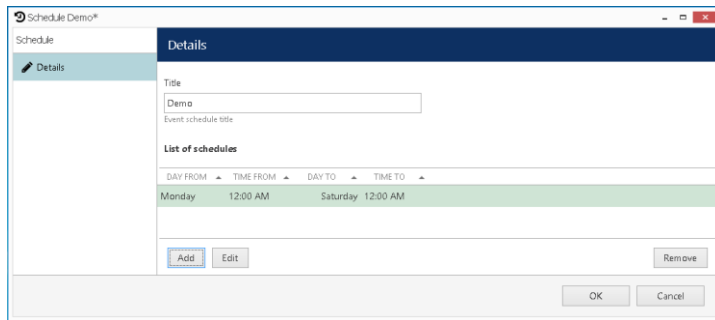 Schedule Demo*
Schedule
Details
Details
Title
Demo
Event schedule title
List of schedules
DAY FROM TIME FROM DAY TO TIME TO
Monday 12:00 AM Saturday 12:00 AM
Add Edit Remove
OK Cancel